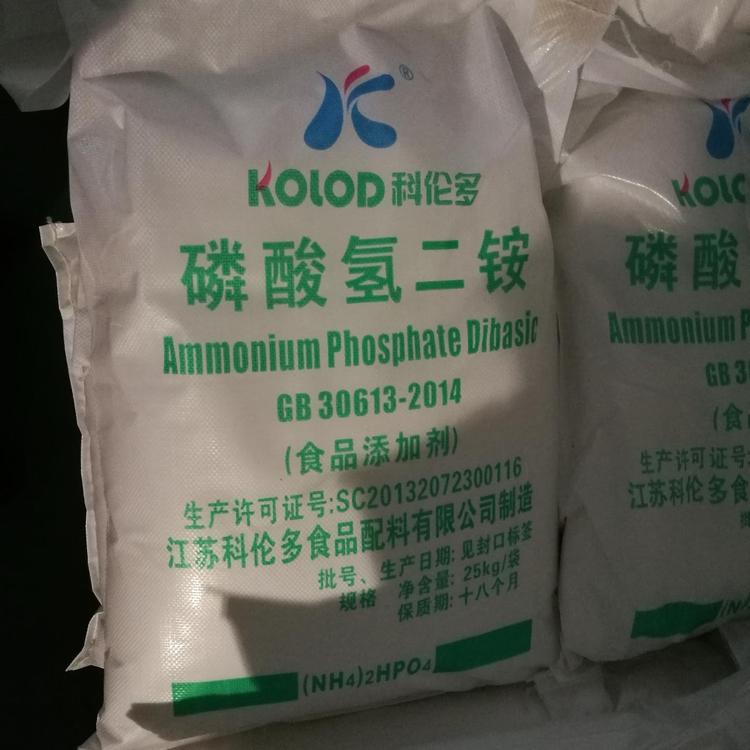 ®
KOLOD 科伦多
磷酸氢二铵
Ammonium Phosphate Dibasic
GB 30613-2014
(食品添加剂)
生产许可证号:SC20132072300116
江苏科伦多食品配料有限公司制造
批号、生产日期: 见封口标签
规格 净含量: 25kg/袋
保质期: 十八个月
(NH4)2HPO4
KOLO
磷酸
Ammonium P
GB 30
(食
生产许可证号
江苏科伦多食
(N